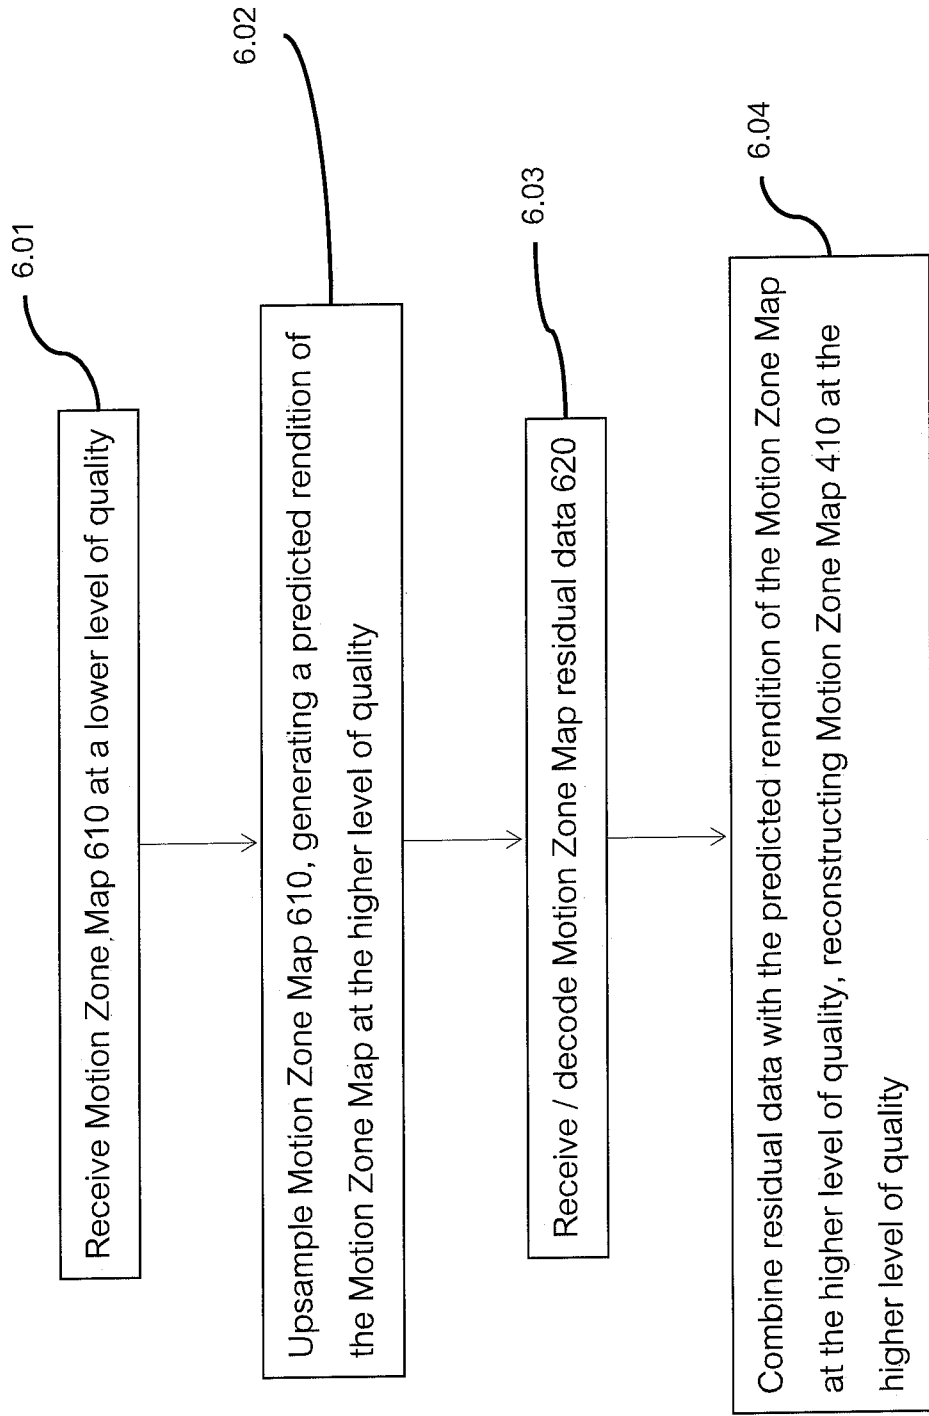 6.01
Receive Motion Zone Map 610 at a lower level of quality
6.02
Upsample Motion Zone Map 610, generating a predicted rendition of
the Motion Zone Map at the higher level of quality
6.03
Receive / decode Motion Zone Map residual data 620
6.04
Combine residual data with the predicted rendition of the Motion Zone Map
at the higher level of quality, reconstructing Motion Zone Map 410 at the
higher level of quality